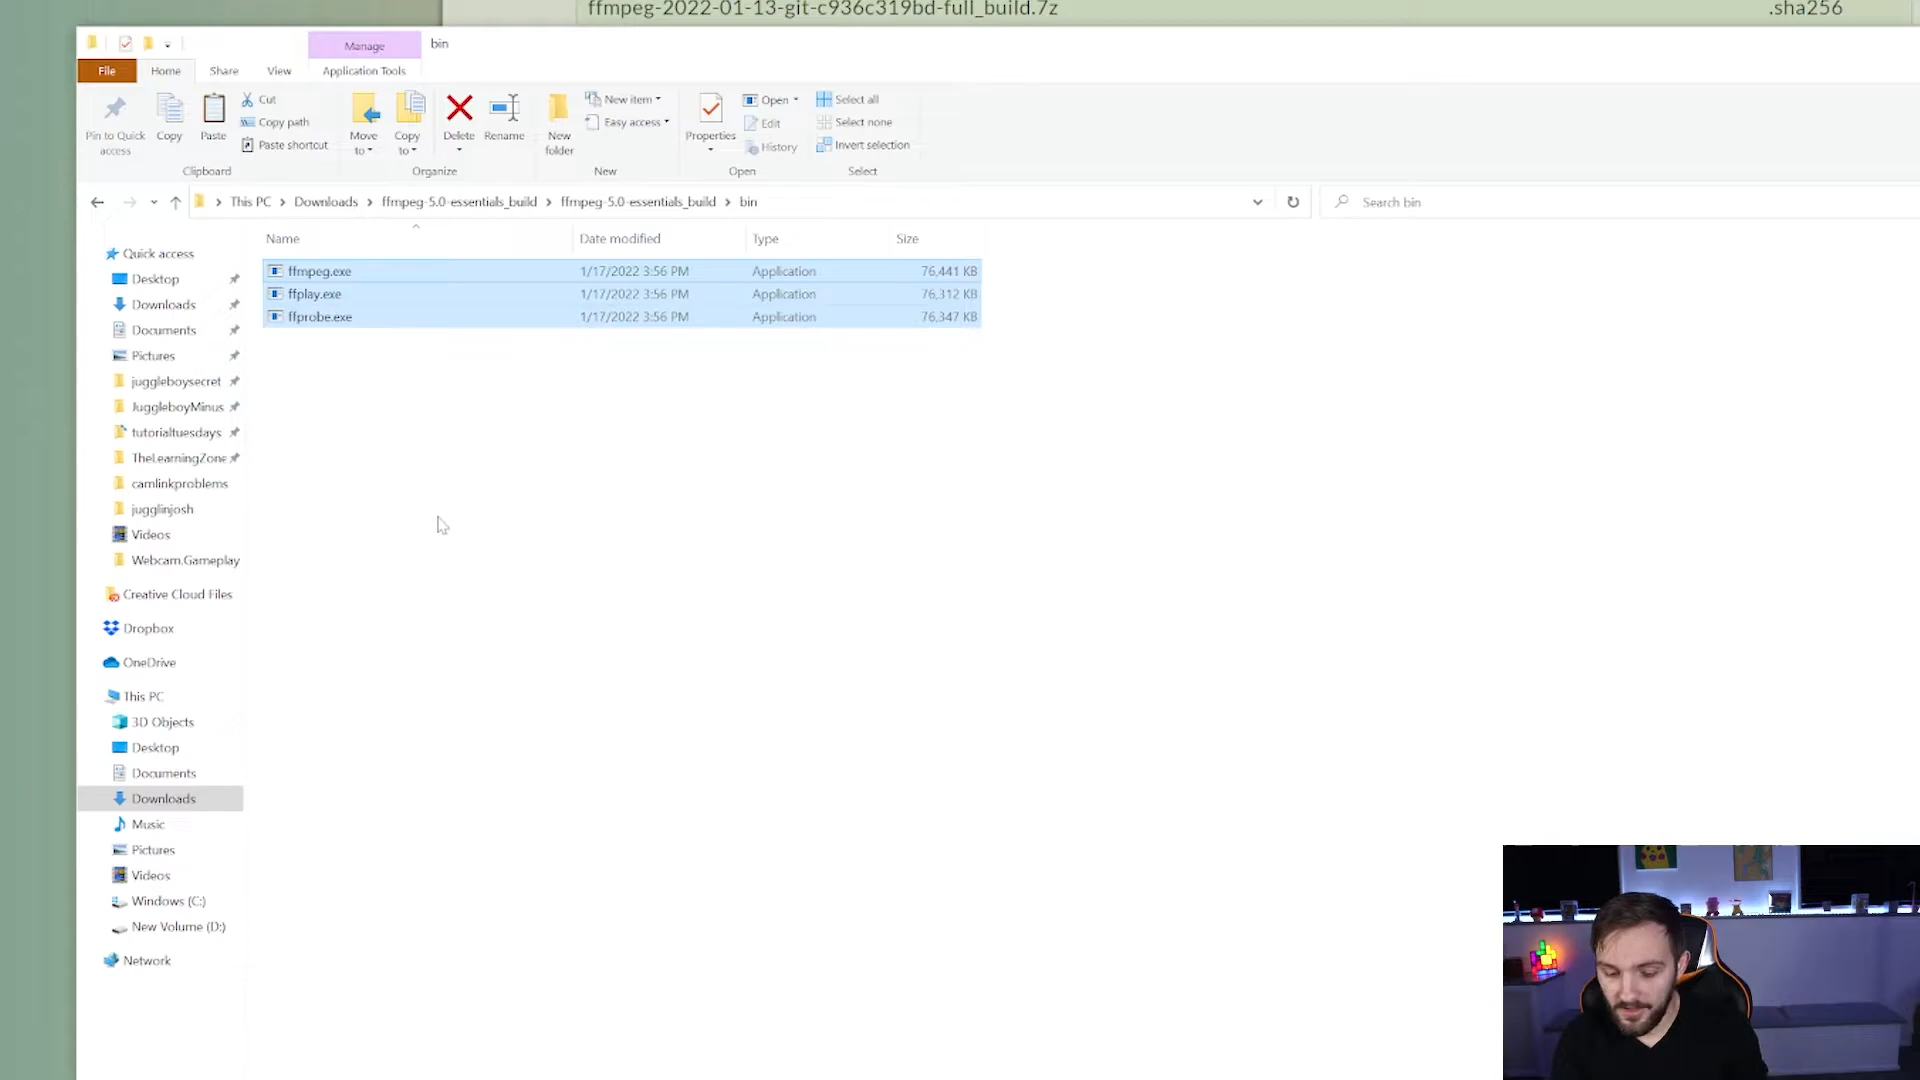 ffmpeg-2022-01-13-git-c936c319bd-full_build.7z .sha256
Manage bin
File Home Share View Application Tools
Pin to Quick access
Copy
Paste
Cut
Copy path
Paste shortcut
Clipboard
Move to
Copy to
Delete
Rename
Organize
New folder
New item
Easy access
New
Properties
Open
Edit
History
Open
Select all
Select none
Invert selection
Select
This PC > Downloads > ffmpeg-5.0-essentials_build > ffmpeg-5.0-essentials_build > bin
Search bin
Name Date modified Type Size
ffmpeg.exe 1/17/2022 3:56 PM Application 76,441 KB
ffplay.exe 1/17/2022 3:56 PM Application 76,312 KB
ffprobe.exe 1/17/2022 3:56 PM Application 76,347 KB
Quick access
Desktop
Downloads
Documents
Pictures
juggleboysecret
JuggleboyMinus
tutorialtuesdays
TheLearningZone
camlinkproblems
jugglinjosh
Videos
Webcam.Gameplay
Creative Cloud Files
Dropbox
OneDrive
This PC
3D Objects
Desktop
Documents
Downloads
Music
Pictures
Videos
Windows (C:)
New Volume (D:)
Network